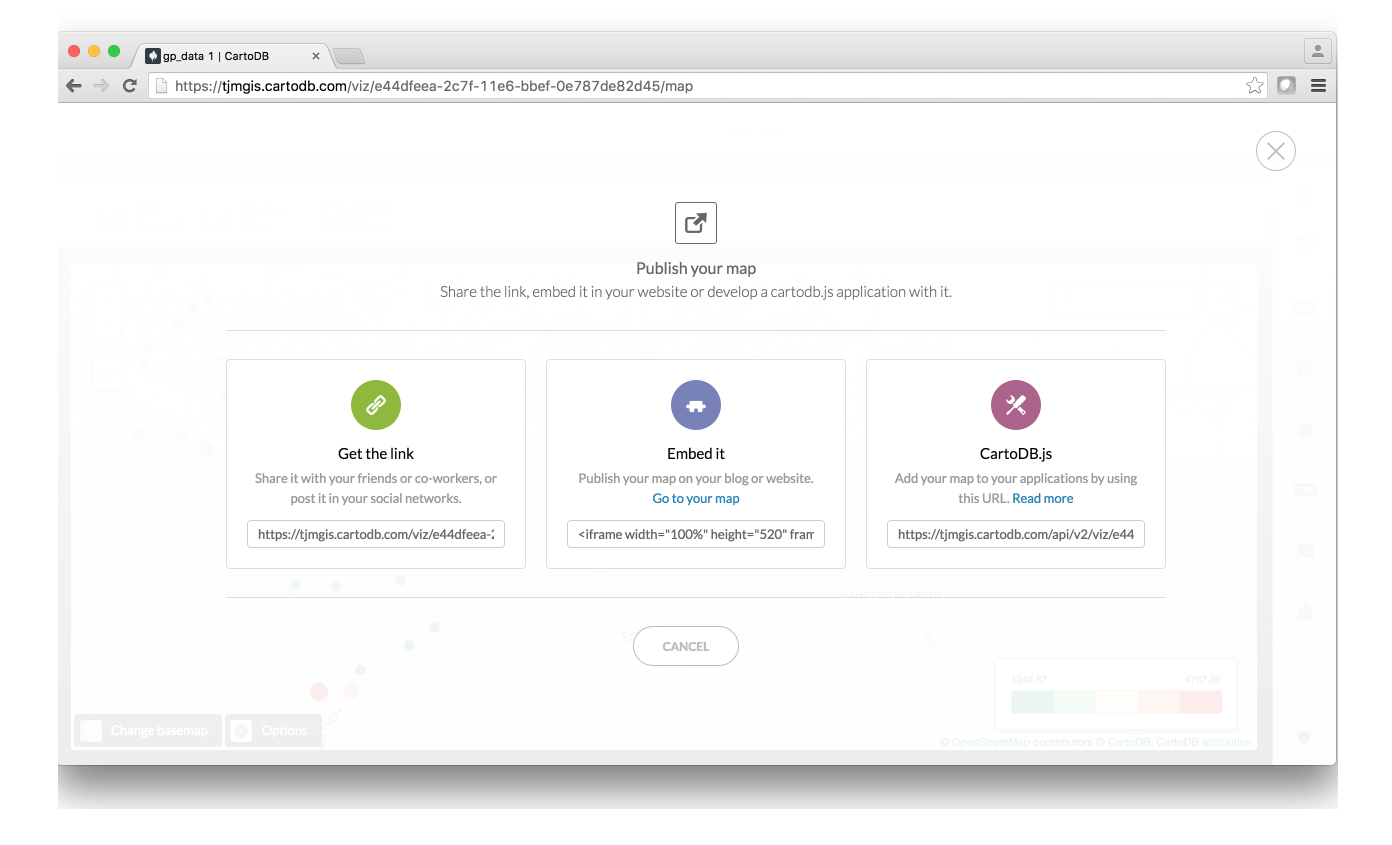 gp_data 1 | CartoDB
https://tjmgis.cartodb.com/viz/e44dfeea-2c7f-11e6-bbef-0e787de82d45/map
Publish your map
Share the link, embed it in your website or develop a cartodb.js application with it.
Get the link
Share it with your friends or co-workers, or
post it in your social networks.
https://tjmgis.cartodb.com/viz/e44dfeea-2
Embed it
Publish your map on your blog or website.
Go to your map
<iframe width="100%" height="520" fram
CartoDB.js
Add your map to your applications by using
this URL. Read more
https://tjmgis.cartodb.com/api/v2/viz/e44
HAMPTON IN ARDEN
CANCEL
1248.67
4767.00
Change basemap
Options
© OpenStreetMap contributors © CartoDB, CartoDB attribution